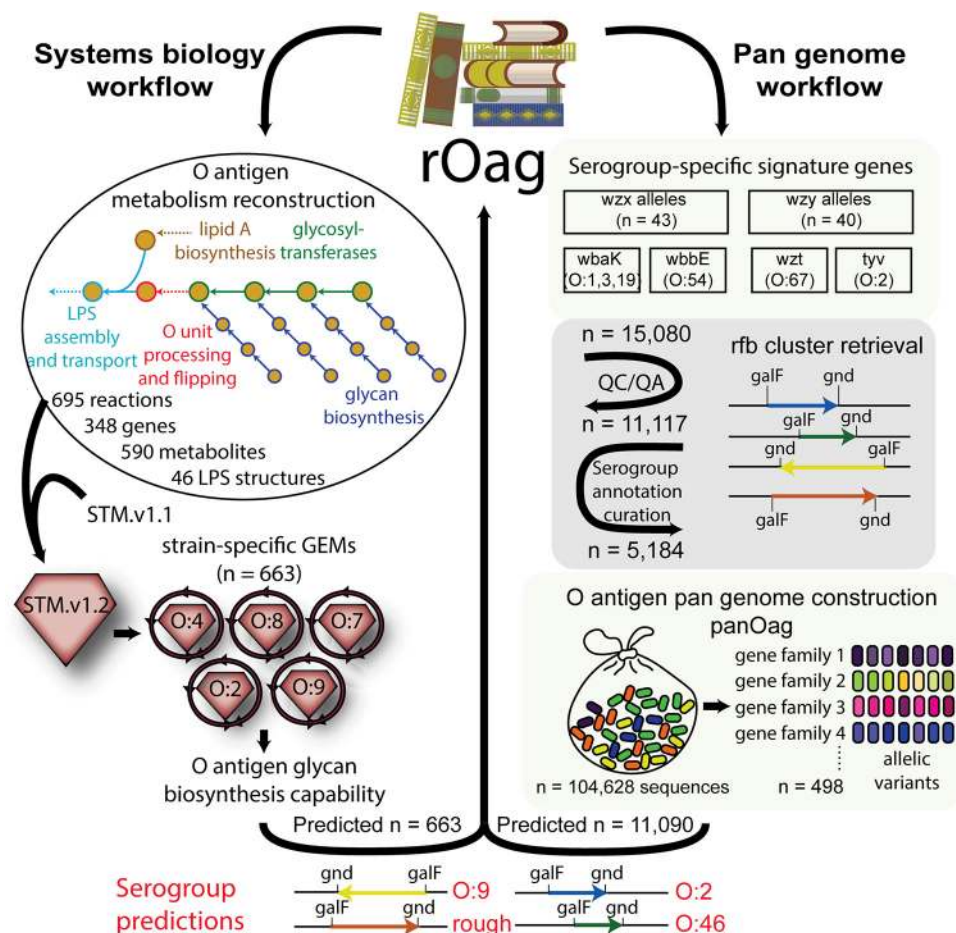 Systems biology
workflow
Pan genome
workflow
rOag
O antigen
metabolism reconstruction
lipid A
biosynthesis
glycosyl-
transferases
LPS
assembly
and transport
O unit
processing
and flipping
glycan
biosynthesis
695 reactions
348 genes
590 metabolites
46 LPS structures
STM.v1.1
STM.v1.2
strain-specific GEMs
(n = 663)
O:4
O:8
O:7
O:2
O:9
O antigen glycan
biosynthesis capability
Serogroup-specific signature genes
wzx alleles
(n = 43)
wzy alleles
(n = 40)
wbaK
(O:1,3,19)
wbbE
(O:54)
wzt
(O:67)
tyv
(O:2)
n = 15,080
QC/QA
n = 11,117
Serogroup
annotation
curation
n = 5,184
rfb cluster retrieval
galF
gnd
galF
gnd
gnd
galF
galF
gnd
O antigen pan genome construction
panOag
gene family 1
gene family 2
gene family 3
gene family 4
n = 104,628 sequences
n = 498
allelic
variants
Predicted n = 663
Predicted n = 11,090
Serogroup
predictions
gnd
galF
O:9
galF
gnd
rough
galF
gnd
O:2
galF
gnd
O:46